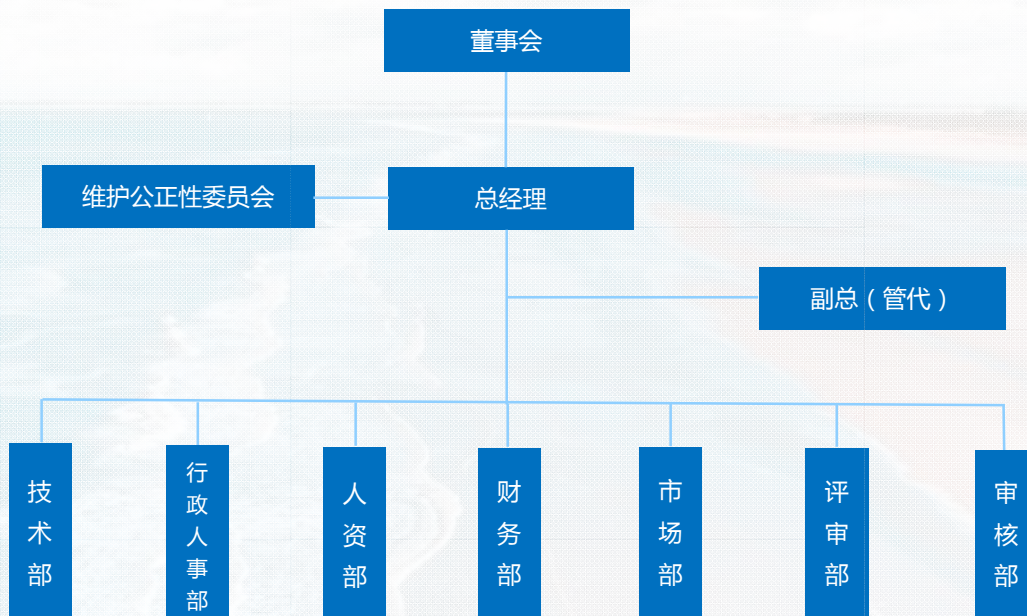 董事会
维护公正性委员会
总经理
副总（管代）
技术部
行政人事部
人资部
财务部
市场部
评审部
审核部